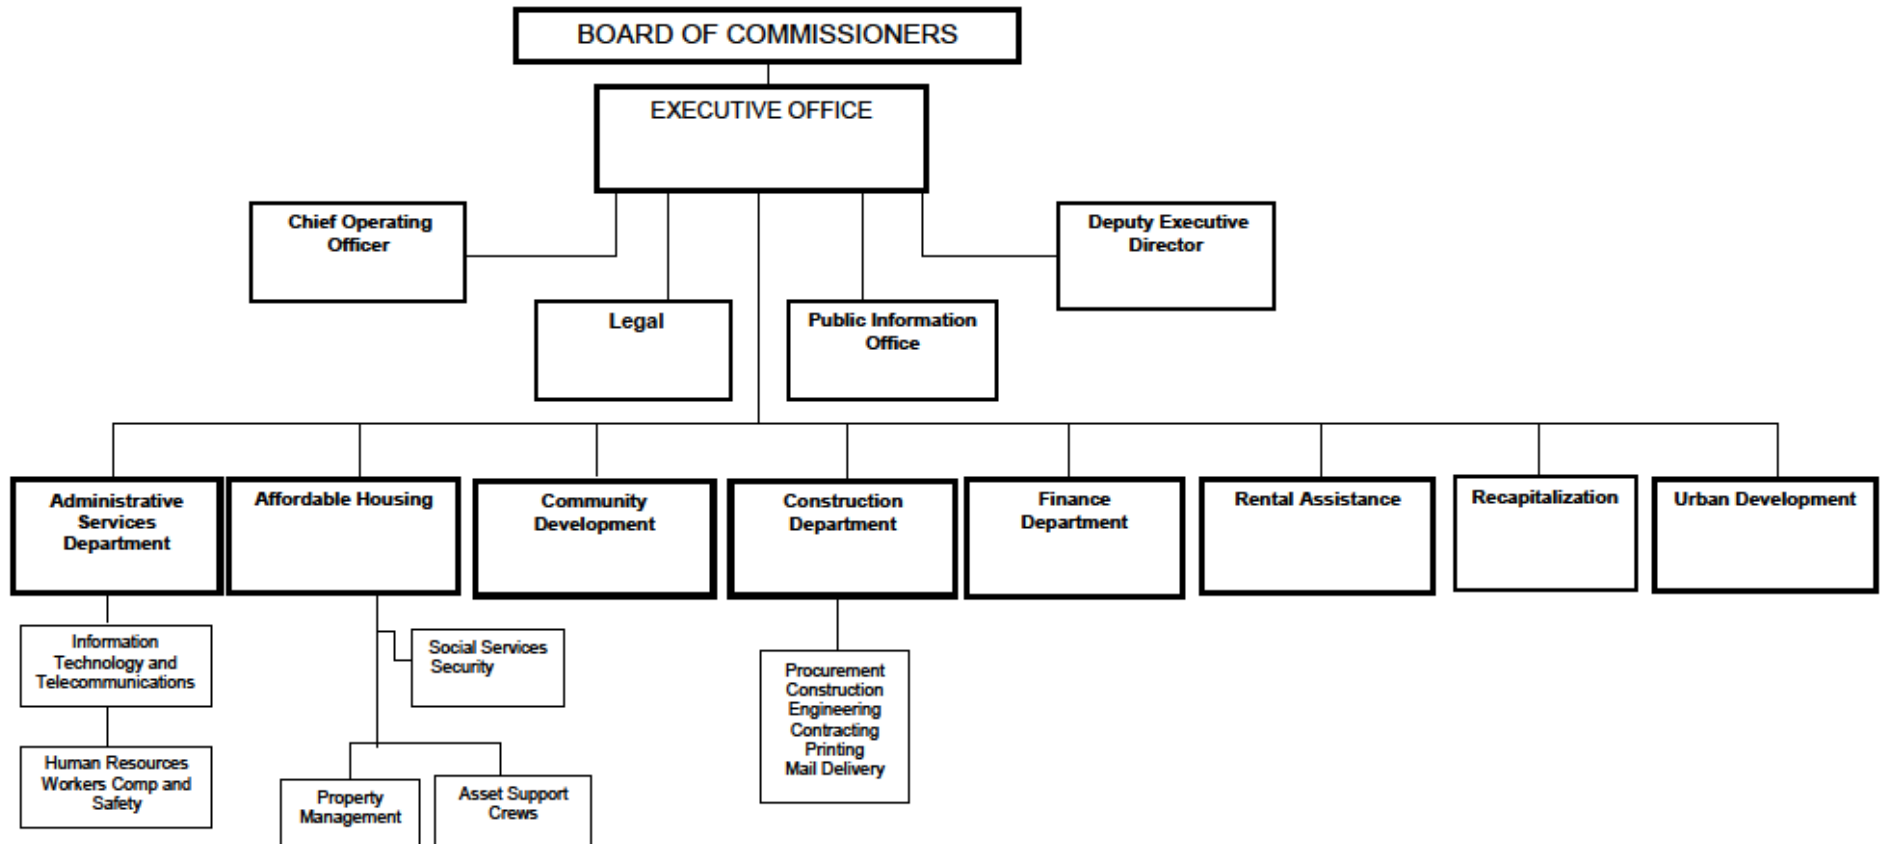 BOARD OF COMMISSIONERS
EXECUTIVE OFFICE
Chief Operating
Officer
Deputy Executive
Director
Legal
Public Information
Office
Administrative
Services
Department
Affordable Housing
Community
Development
Construction
Department
Finance
Department
Rental Assistance
Recapitalization
Urban Development
Information
Technology and
Telecommunications
Social Services
Security
Procurement
Construction
Engineering
Contracting
Printing
Mail Delivery
Human Resources
Workers Comp and
Safety
Property
Management
Asset Support
Crews